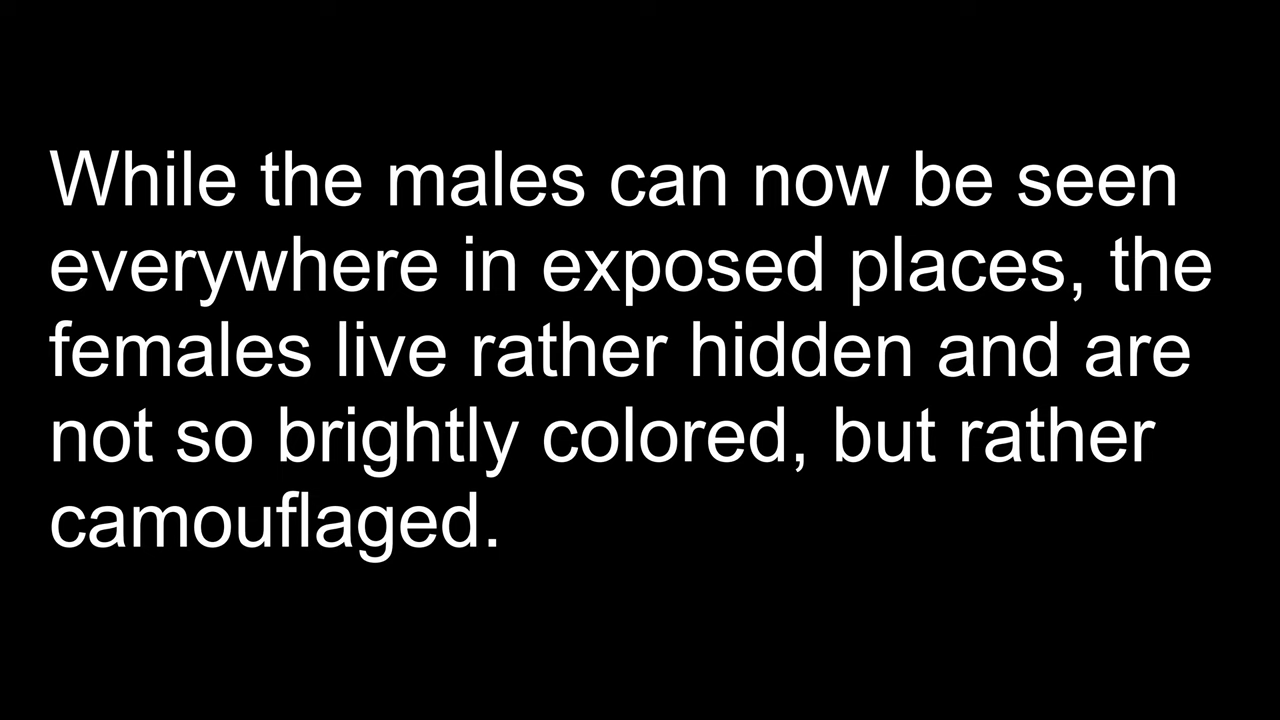 While the males can now be seen
everywhere in exposed places, the
females live rather hidden and are
not so brightly colored, but rather
camouflaged.